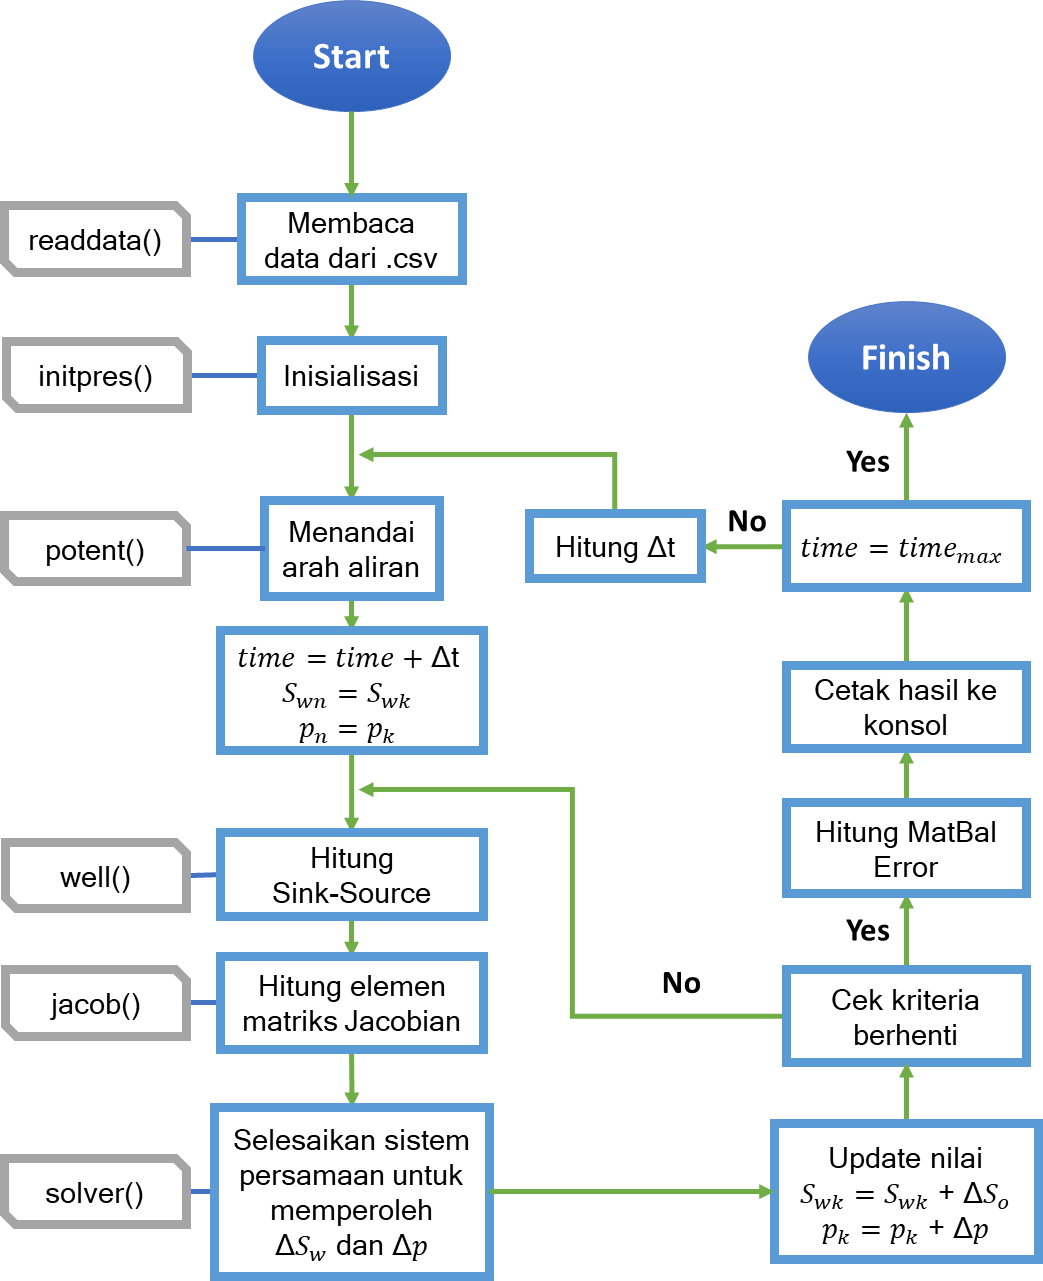 Start
readdata()
Membaca
data dari .csv
initpres()
Inisialisasi
potent()
Menandai
arah aliran
time = time + Δt
S_wn = S_wk
p_n = p_k
well()
Hitung
Sink-Source
jacob()
Hitung elemen
matriks Jacobian
solver()
Selesaikan sistem
persamaan untuk
memperoleh
ΔS_w dan Δp
Update nilai
S_wk = S_wk + ΔS_o
p_k = p_k + Δp
Cek kriteria
berhenti
No
Yes
Hitung MatBal
Error
Cetak hasil ke
konsol
time = time_max
No
Hitung Δt
Yes
Finish